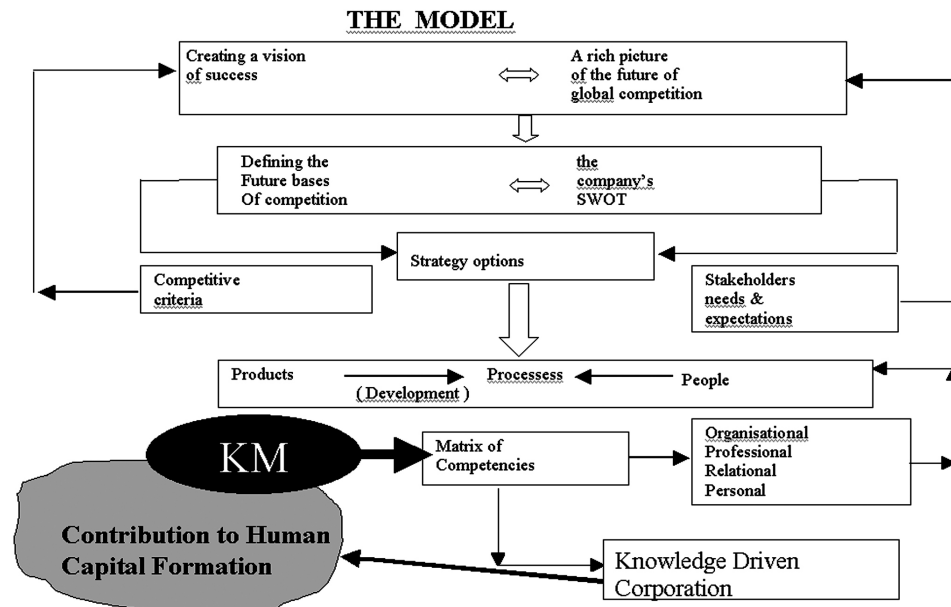 THE MODEL
Creating a vision
of success
A rich picture
of the future of
global competition
Defining the
Future bases
Of competition
the
company's
SWOT
Strategy options
Competitive
criteria
Stakeholders
needs &
expectations
Products
( Development )
Processess
People
KM
Matrix of
Competencies
Organisational
Professional
Relational
Personal
Contribution to Human
Capital Formation
Knowledge Driven
Corporation